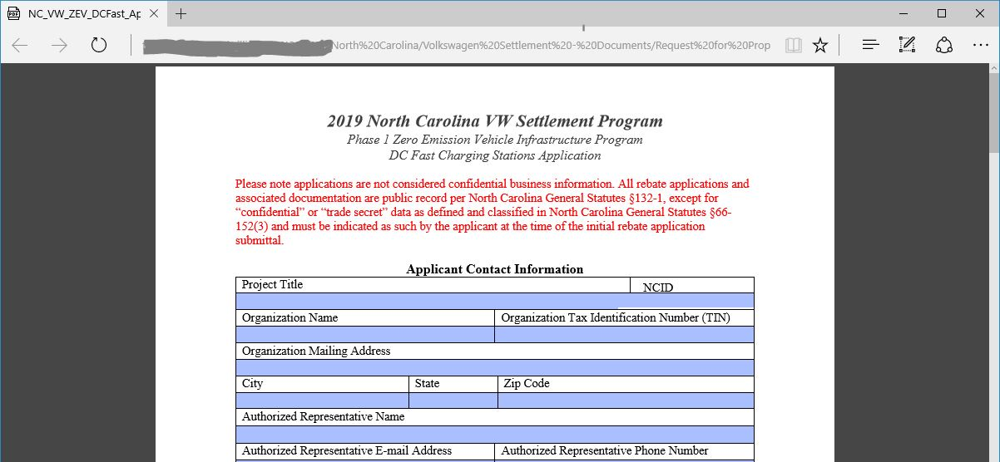 NC_VW_ZEV_DCFast_Ap
North%20Carolina/Volkswagen%20Settlement%20-%20Documents/Request%20for%20Prop
2019 North Carolina VW Settlement Program
Phase 1 Zero Emission Vehicle Infrastructure Program
DC Fast Charging Stations Application
Please note applications are not considered confidential business information. All rebate applications and
associated documentation are public record per North Carolina General Statutes §132-1, except for
“confidential” or “trade secret” data as defined and classified in North Carolina General Statutes §66-
152(3) and must be indicated as such by the applicant at the time of the initial rebate application
submittal.
Applicant Contact Information
Project Title NCID
Organization Name Organization Tax Identification Number (TIN)
Organization Mailing Address
City State Zip Code
Authorized Representative Name
Authorized Representative E-mail Address Authorized Representative Phone Number